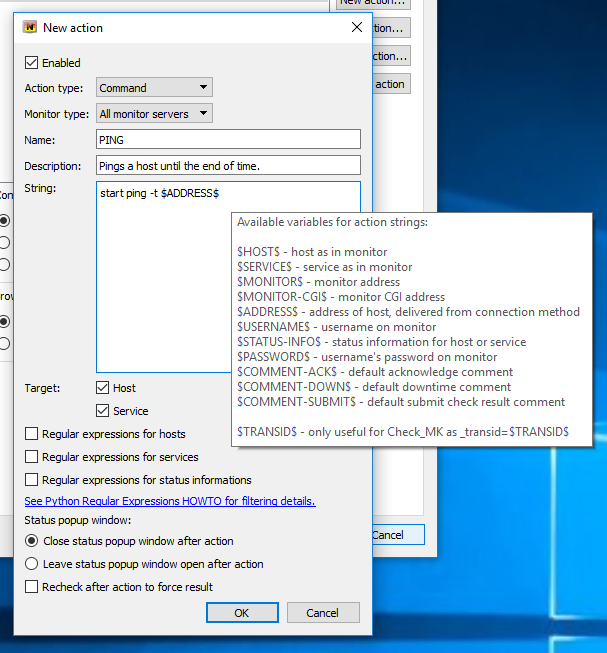 New action...
New action
tion...
Enabled
ction...
Action type: Command
action
Monitor type: All monitor servers
Name: PING
Description: Pings a host until the end of time.
String: start ping -t $ADDRESS$
Con
Available variables for action strings:
$HOST$ - host as in monitor
$SERVICE$ - service as in monitor
$MONITOR$ - monitor address
$MONITOR-CGI$ - monitor CGI address
$ADDRESS$ - address of host, delivered from connection method
row
$USERNAME$ - username on monitor
$STATUS-INFO$ - status information for host or service
$PASSWORD$ - username's password on monitor
$COMMENT-ACK$ - default acknowledge comment
$COMMENT-DOWN$ - default downtime comment
$COMMENT-SUBMIT$ - default submit check result comment
$TRANSID$ - only useful for Check_MK as _transid=$TRANSID$
Target: Host
Service
Regular expressions for hosts
Regular expressions for services
Regular expressions for status informations
See Python Regular Expressions HOWTO for filtering details.
Status popup window:
Close status popup window after action
Cancel
Leave status popup window open after action
Recheck after action to force result
OK Cancel